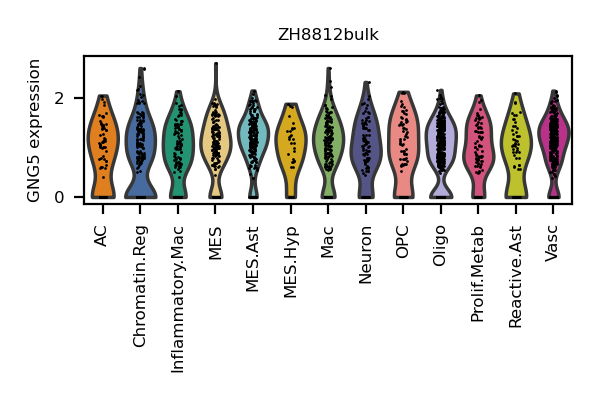 ZH8812bulk
GNG5 expression
2
0
AC
Chromatin.Reg
Inflammatory.Mac
MES
MES.Ast
MES.Hyp
Mac
Neuron
OPC
Oligo
Prolif.Metab
Reactive.Ast
Vasc